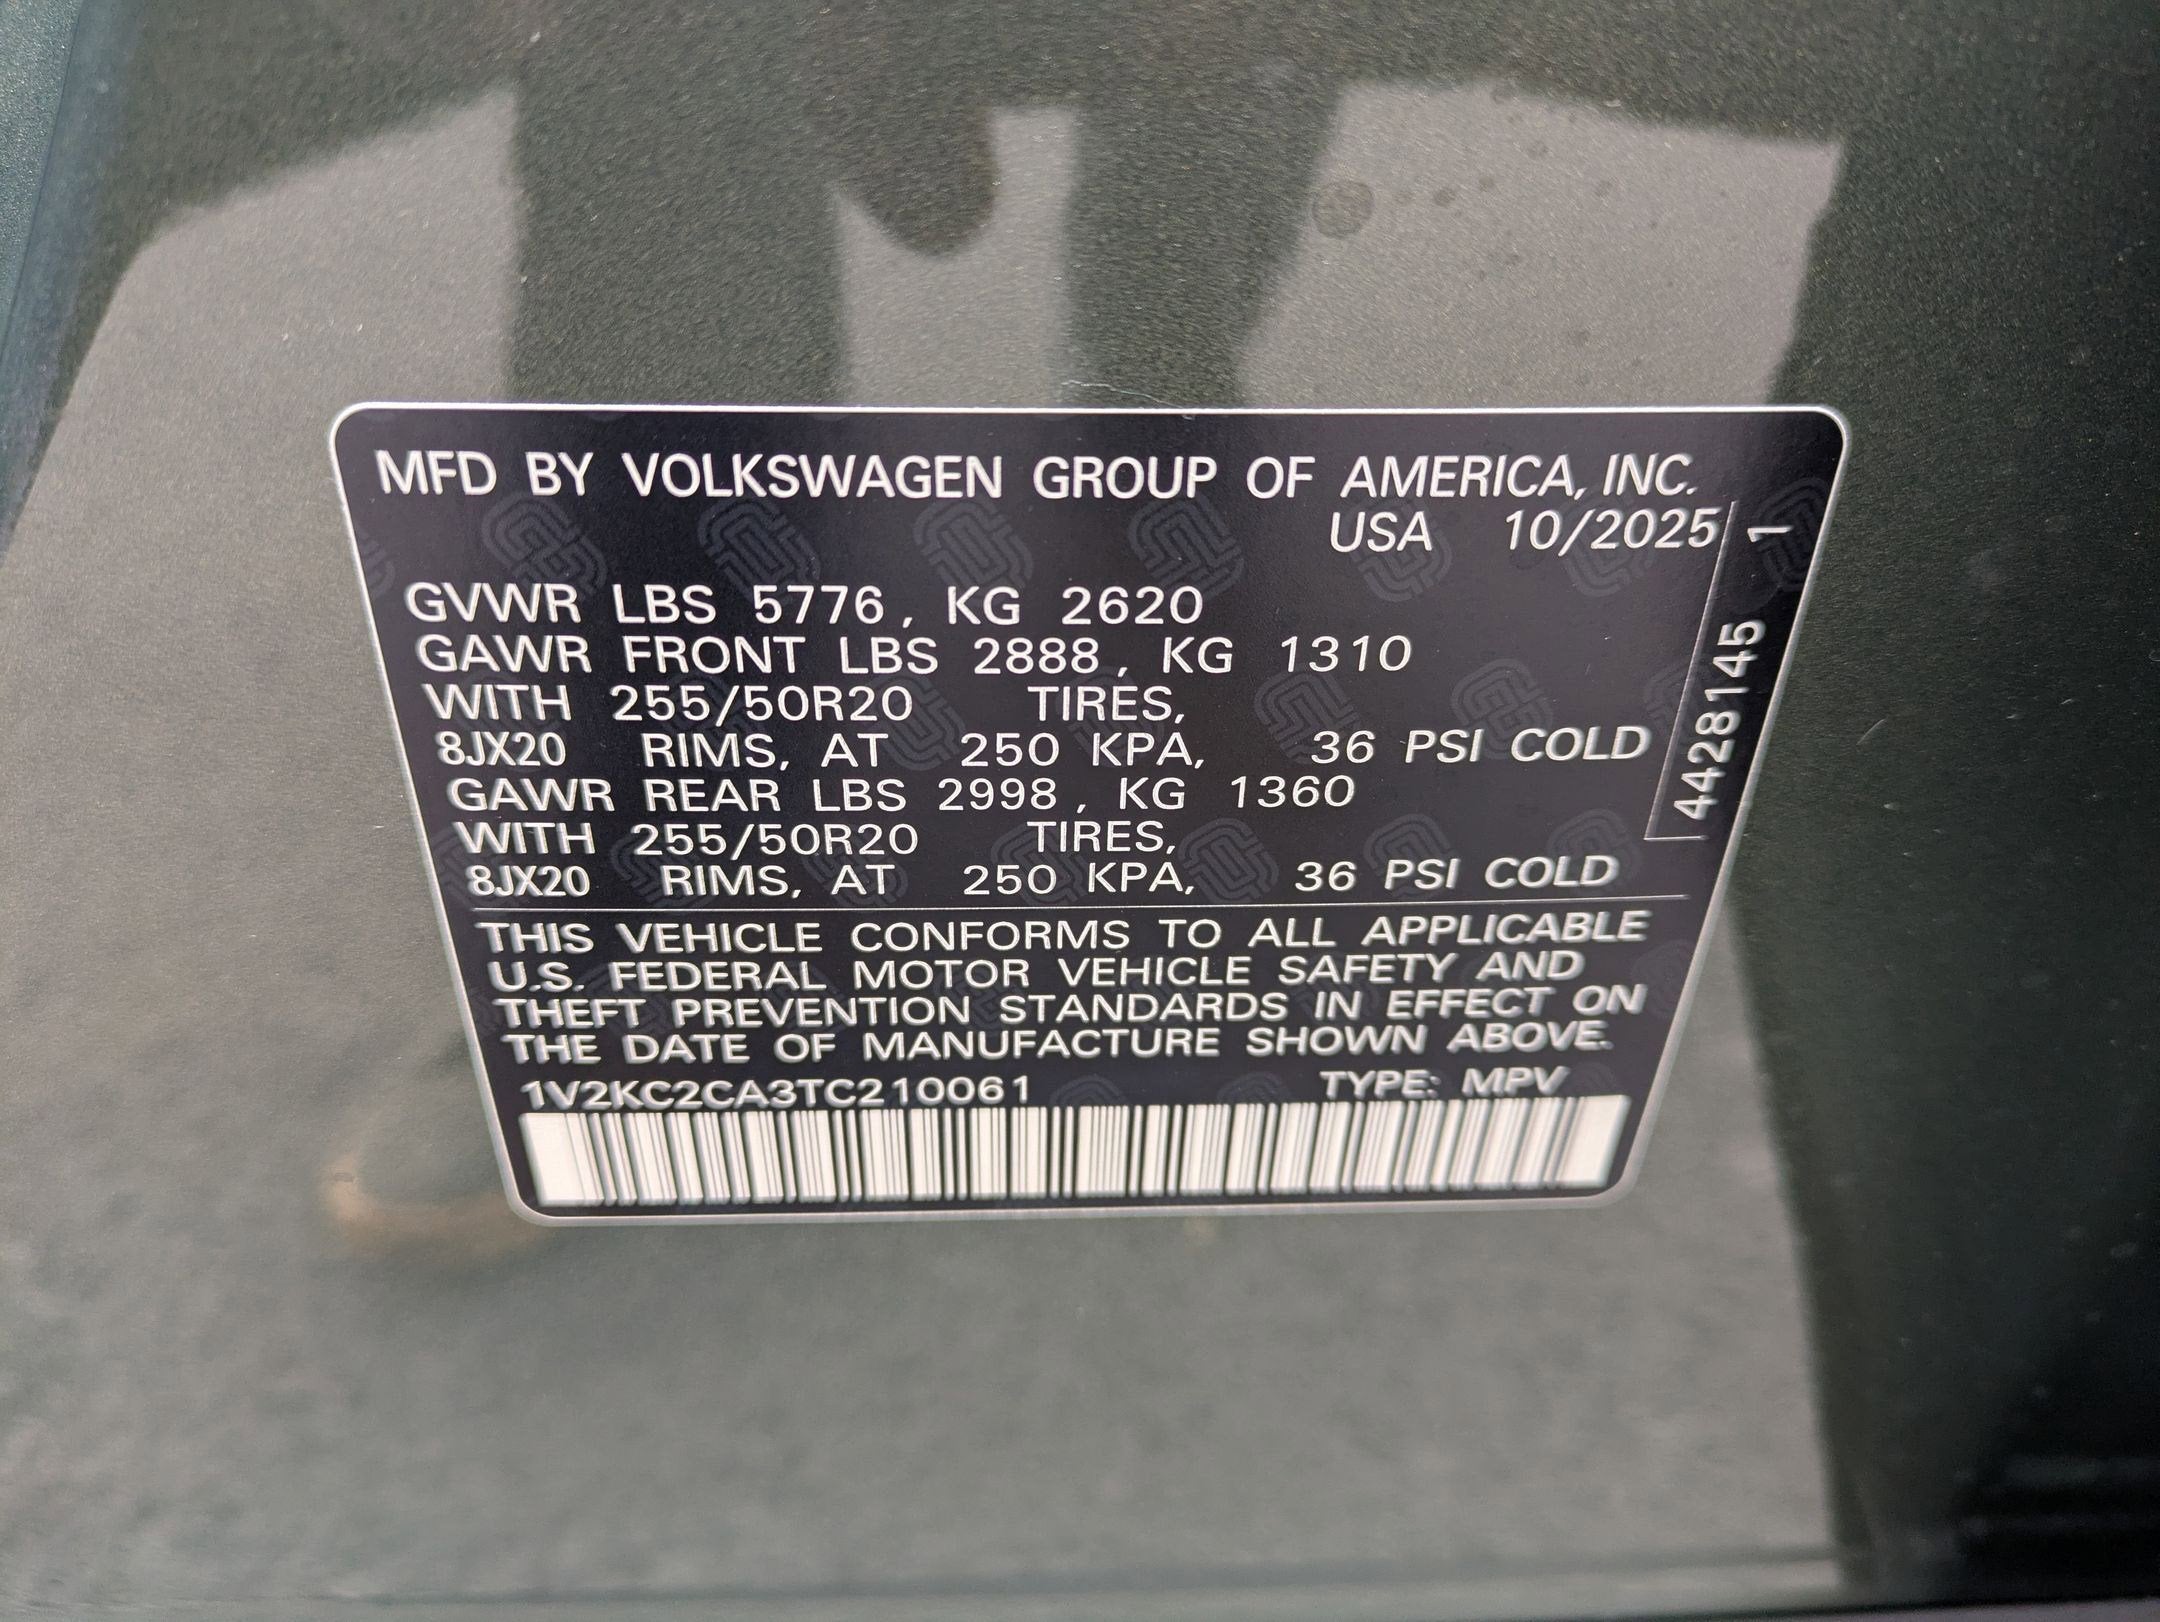 MFD BY VOLKSWAGEN GROUP OF AMERICA, INC.
USA 10/2025
GVWR LBS 5776, KG 2620
GAWR FRONT LBS 2888, KG 1310
WITH 255/50R20 TIRES,
8JX20 RIMS, AT 250 KPA, 36 PSI COLD
GAWR REAR LBS 2998, KG 1360
WITH 255/50R20 TIRES,
8JX20 RIMS, AT 250 KPA, 36 PSI COLD
THIS VEHICLE CONFORMS TO ALL APPLICABLE
U.S. FEDERAL MOTOR VEHICLE SAFETY AND
THEFT PREVENTION STANDARDS IN EFFECT ON
THE DATE OF MANUFACTURE SHOWN ABOVE.
1V2KC2CA3TC210061 TYPE: MPV
4428145 1